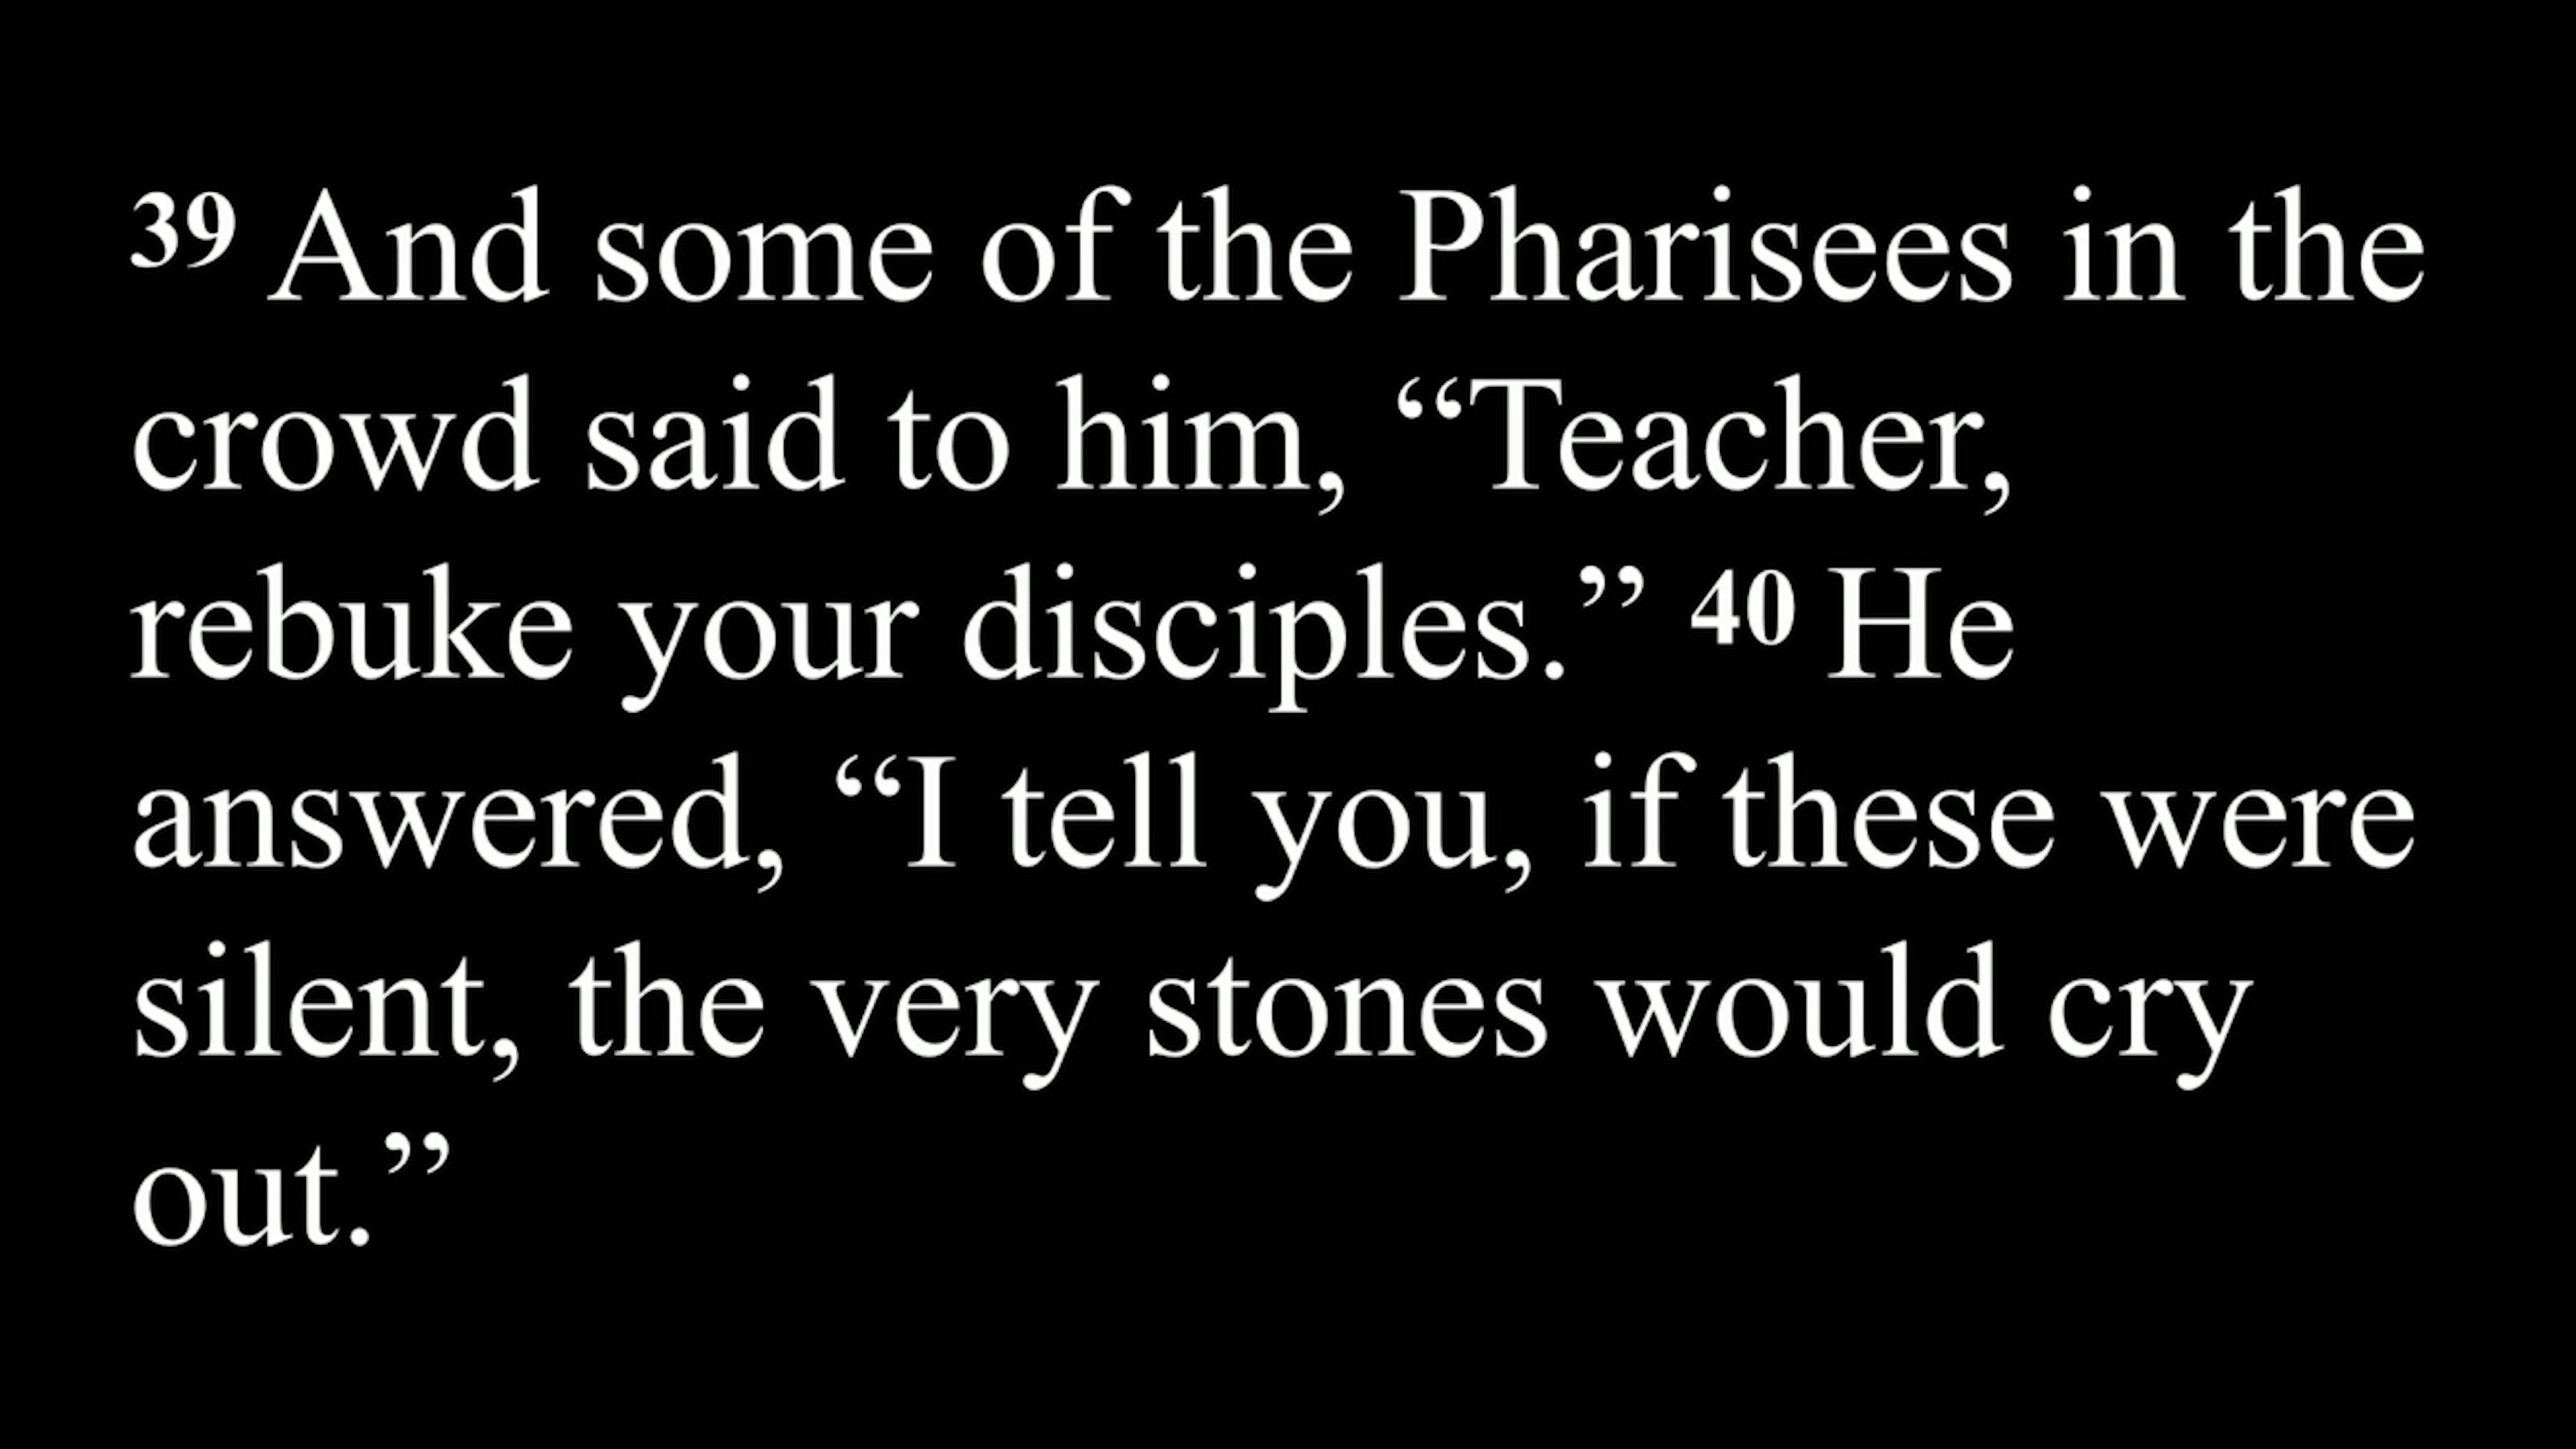 39 And some of the Pharisees in the
crowd said to him, “Teacher,
rebuke your disciples.” 40 He
answered, “I tell you, if these were
silent, the very stones would cry
out.”